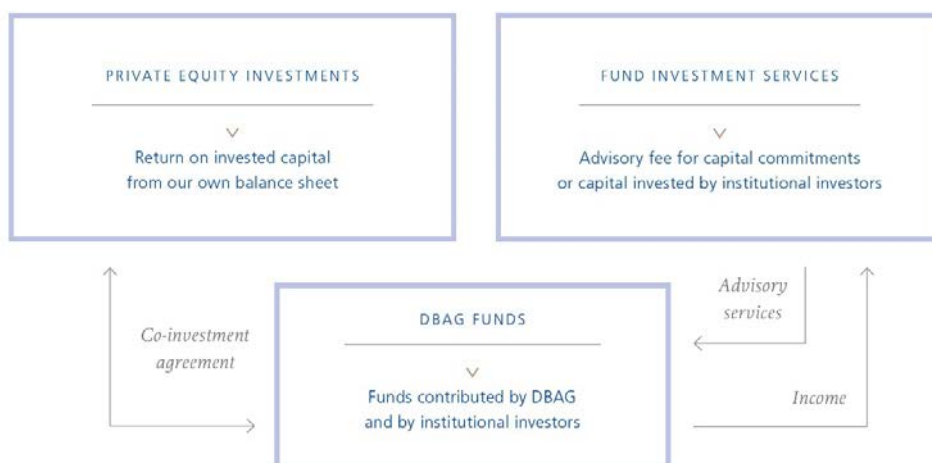 PRIVATE EQUITY INVESTMENTS
Return on invested capital
from our own balance sheet
FUND INVESTMENT SERVICES
Advisory fee for capital commitments
or capital invested by institutional investors
Co-investment
agreement
DBAG FUNDS
Funds contributed by DBAG
and by institutional investors
Advisory
services
Income